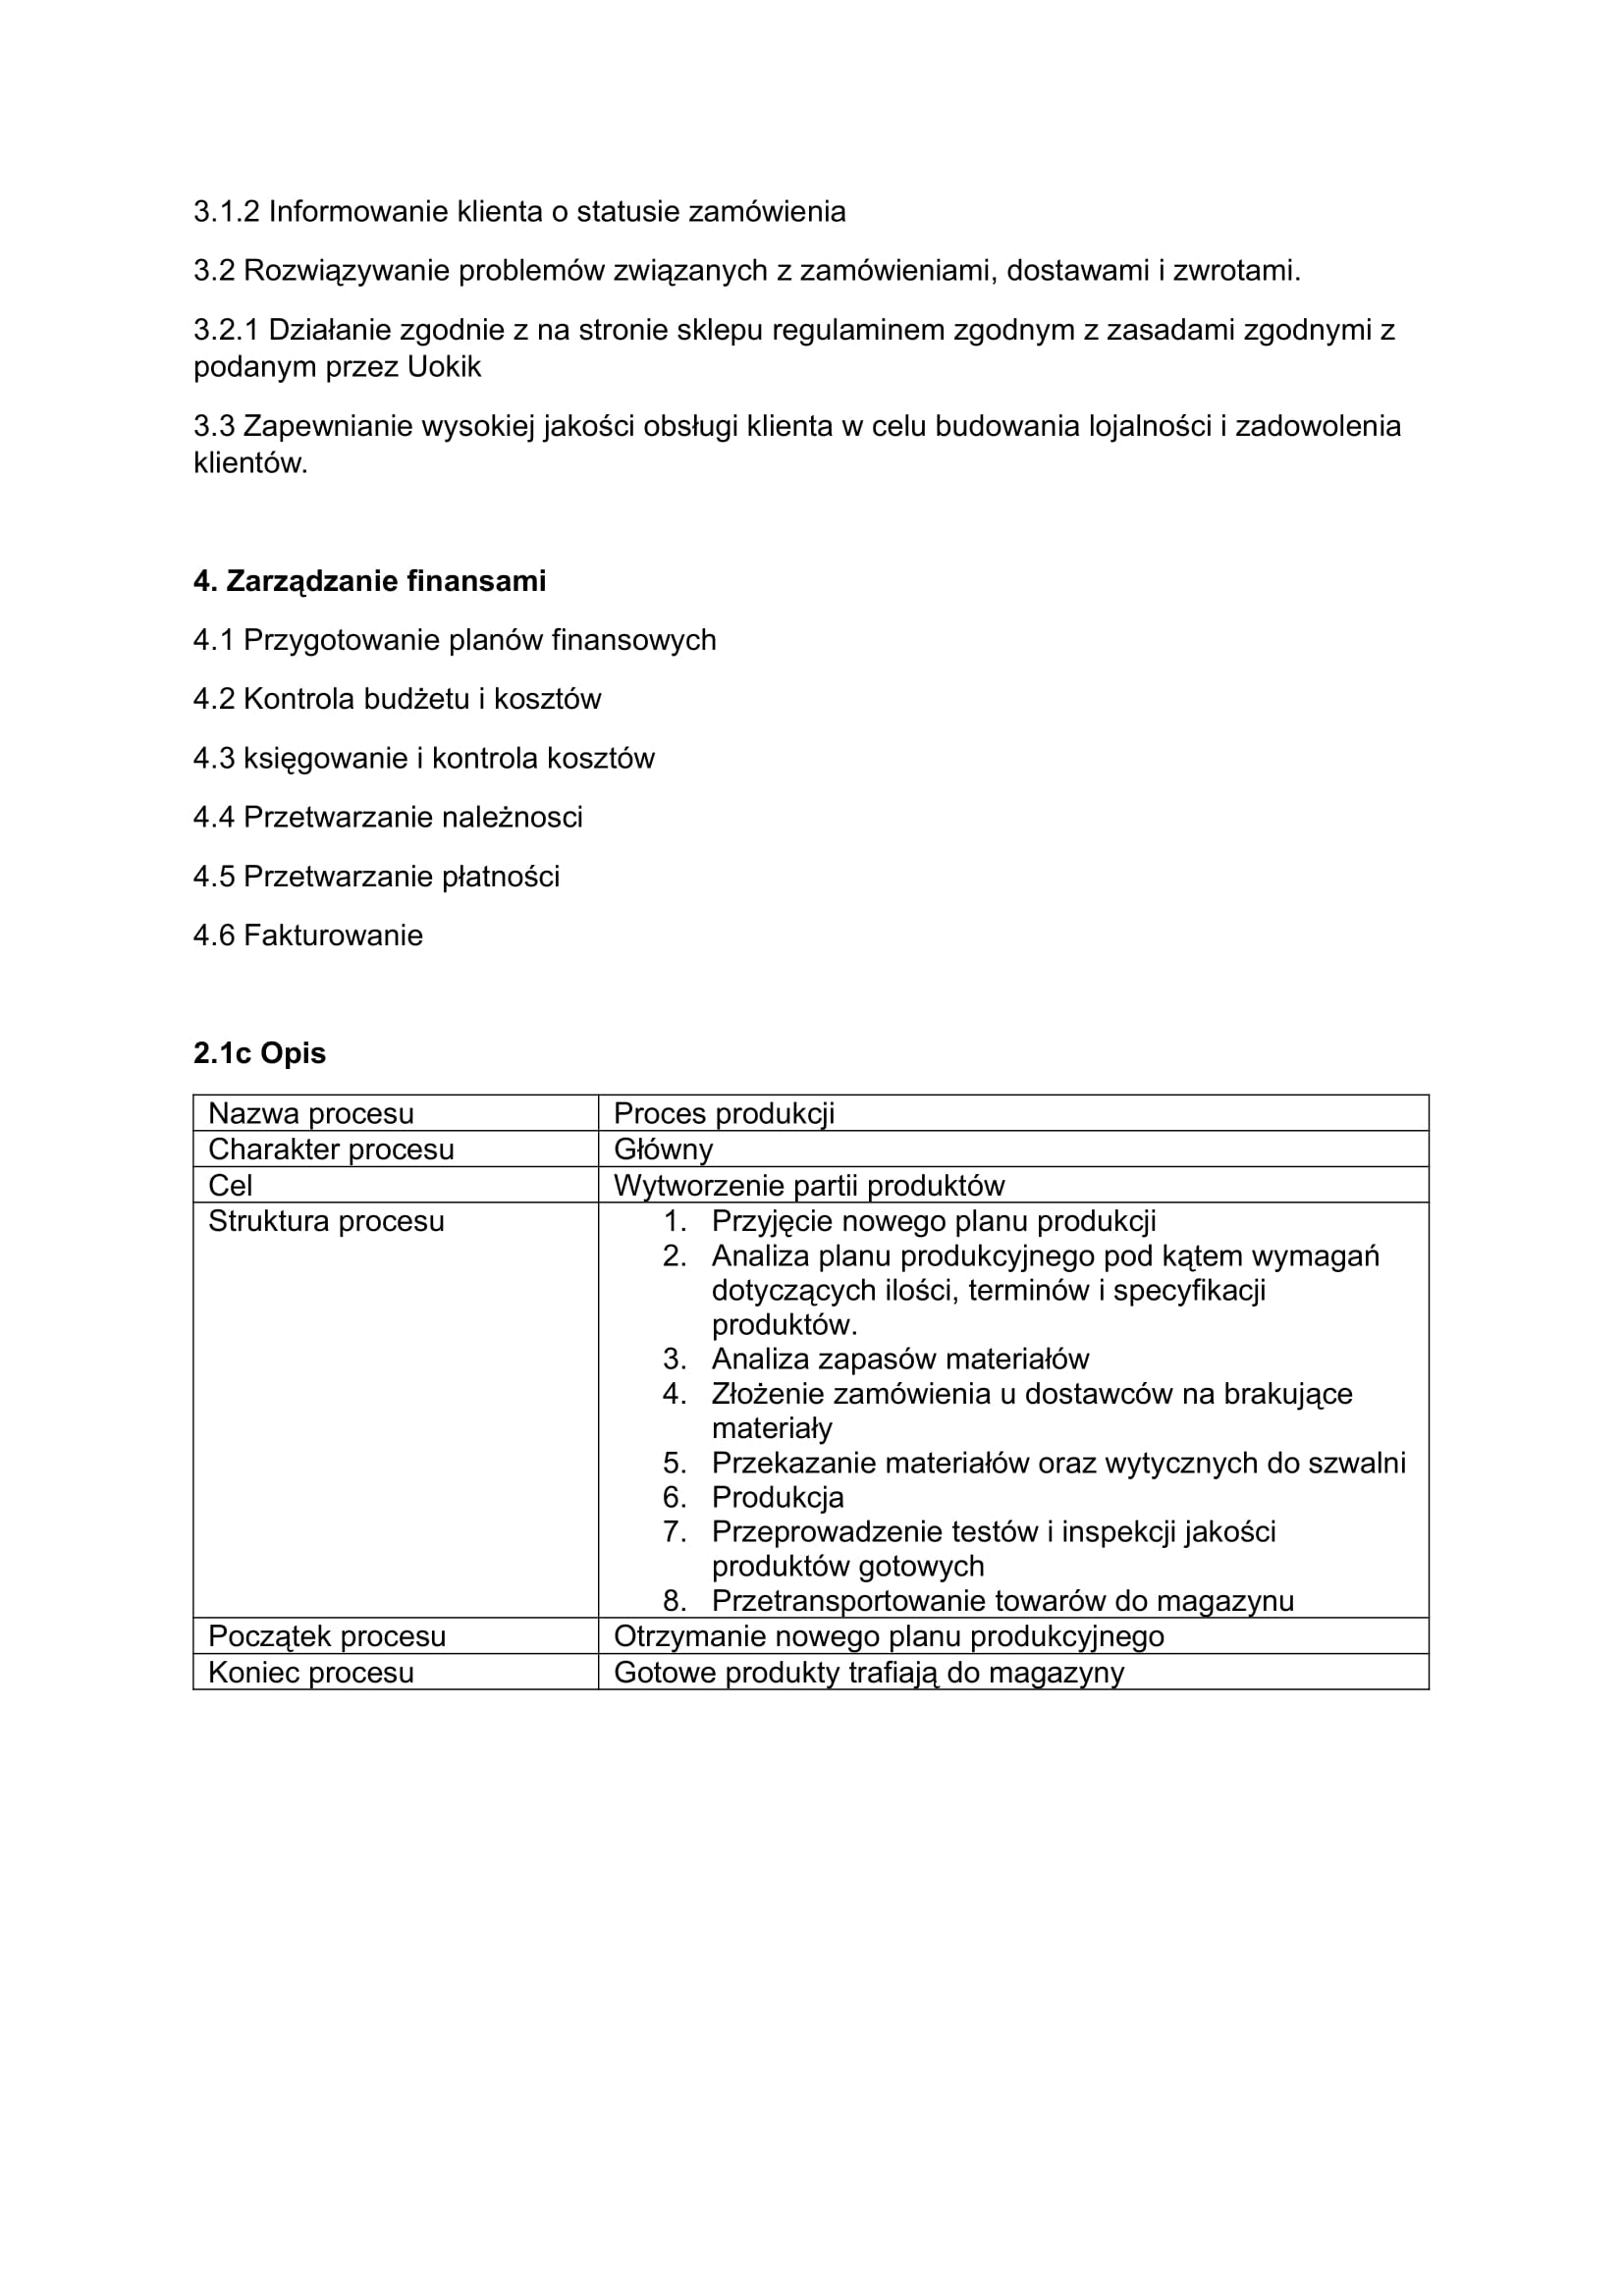 3.1.2 Informowanie klienta o statusie zamówienia
3.2 Rozwiązywanie problemów związanych z zamówieniami, dostawami i zwrotami.
3.2.1 Działanie zgodnie z na stronie sklepu regulaminem zgodnym z zasadami zgodnymi z
podanym przez Uokik
3.3 Zapewnianie wysokiej jakości obsługi klienta w celu budowania lojalności i zadowolenia
klientów.
4. Zarządzanie finansami
4.1 Przygotowanie planów finansowych
4.2 Kontrola budżetu i kosztów
4.3 księgowanie i kontrola kosztów
4.4 Przetwarzanie należnosci
4.5 Przetwarzanie płatności
4.6 Fakturowanie
2.1c Opis
Nazwa procesu Proces produkcji
Charakter procesu Główny
Cel Wytworzenie partii produktów
Struktura procesu 1. Przyjęcie nowego planu produkcji
2. Analiza planu produkcyjnego pod kątem wymagań
dotyczących ilości, terminów i specyfikacji
produktów.
3. Analiza zapasów materiałów
4. Złożenie zamówienia u dostawców na brakujące
materiały
5. Przekazanie materiałów oraz wytycznych do szwalni
6. Produkcja
7. Przeprowadzenie testów i inspekcji jakości
produktów gotowych
8. Przetransportowanie towarów do magazynu
Początek procesu Otrzymanie nowego planu produkcyjnego
Koniec procesu Gotowe produkty trafiają do magazyny